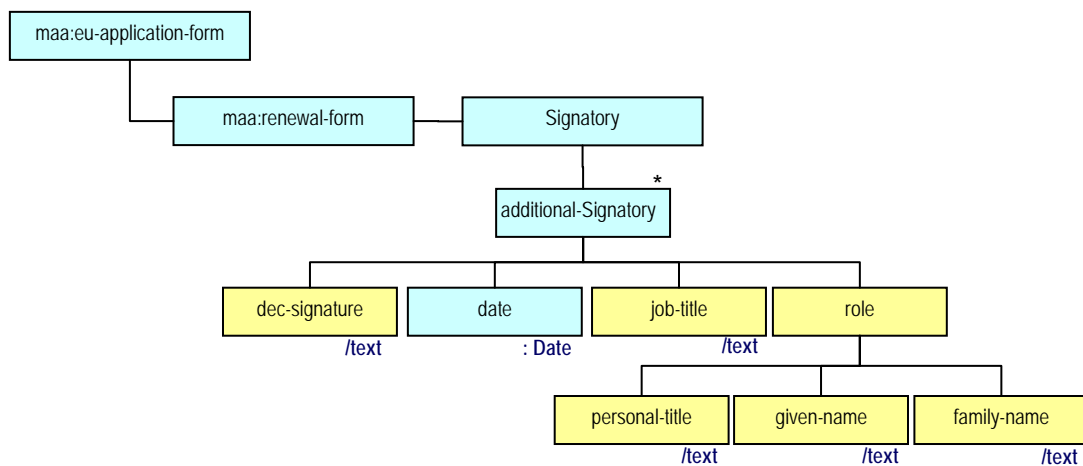 maa:eu-application-form
maa:renewal-form
Signatory
*
additional-Signatory
dec-signature
date
job-title
role
/text
: Date
/text
personal-title
given-name
family-name
/text
/text
/text